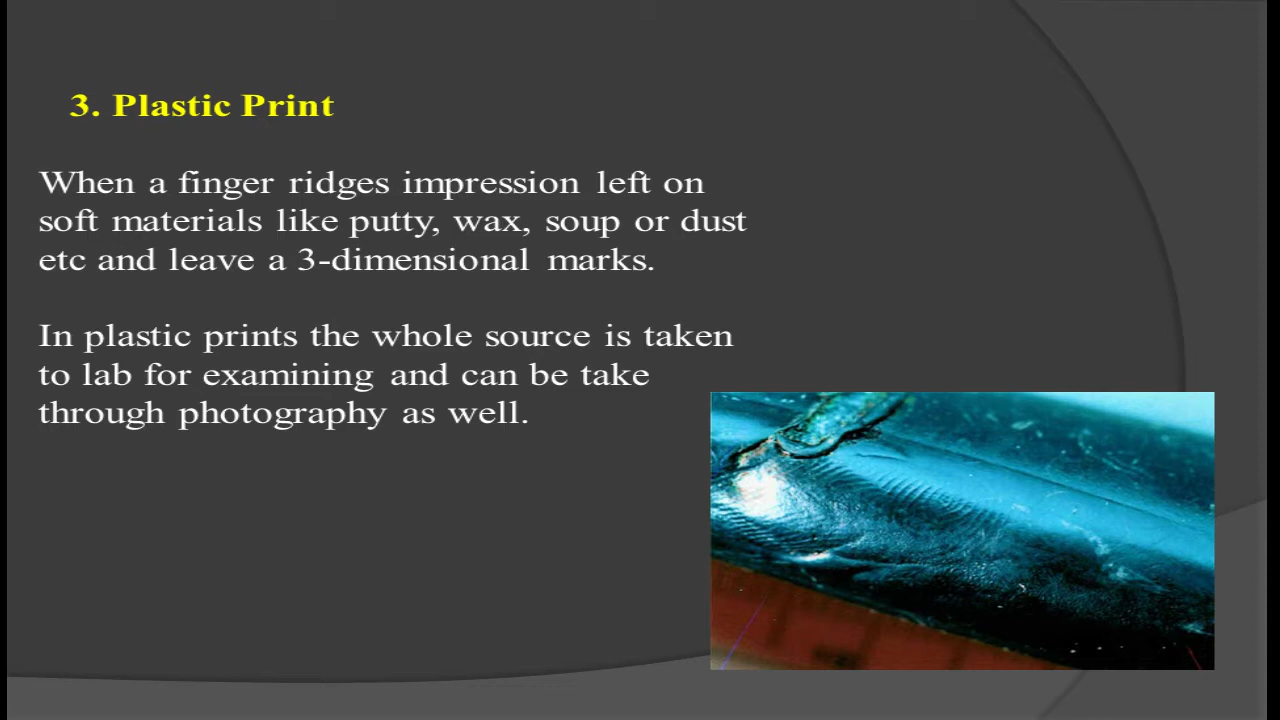 3. Plastic Print
When a finger ridges impression left on
soft materials like putty, wax, soup or dust
etc and leave a 3-dimensional marks.
In plastic prints the whole source is taken
to lab for examining and can be take
through photography as well.